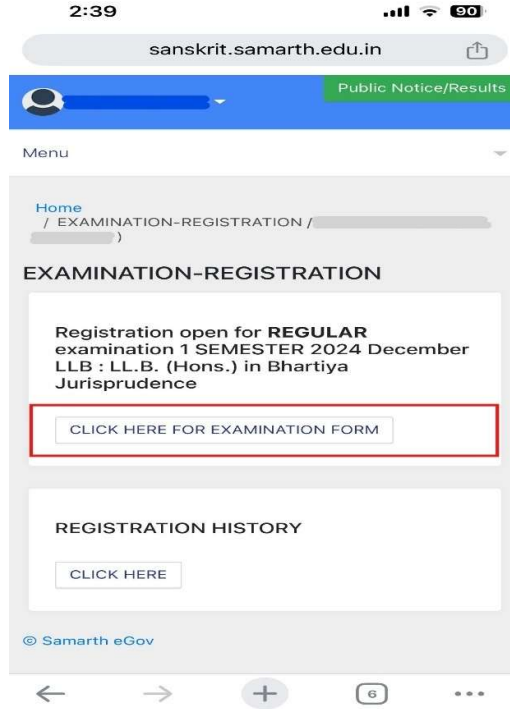 2:39
90
sanskrit.samarth.edu.in
Public Notice/Results
Menu
Home
/ EXAMINATION-REGISTRATION /
)
EXAMINATION-REGISTRATION
Registration open for REGULAR
examination 1 SEMESTER 2024 December
LLB : LL.B. (Hons.) in Bhartiya
Jurisprudence
CLICK HERE FOR EXAMINATION FORM
REGISTRATION HISTORY
CLICK HERE
© Samarth eGov
6